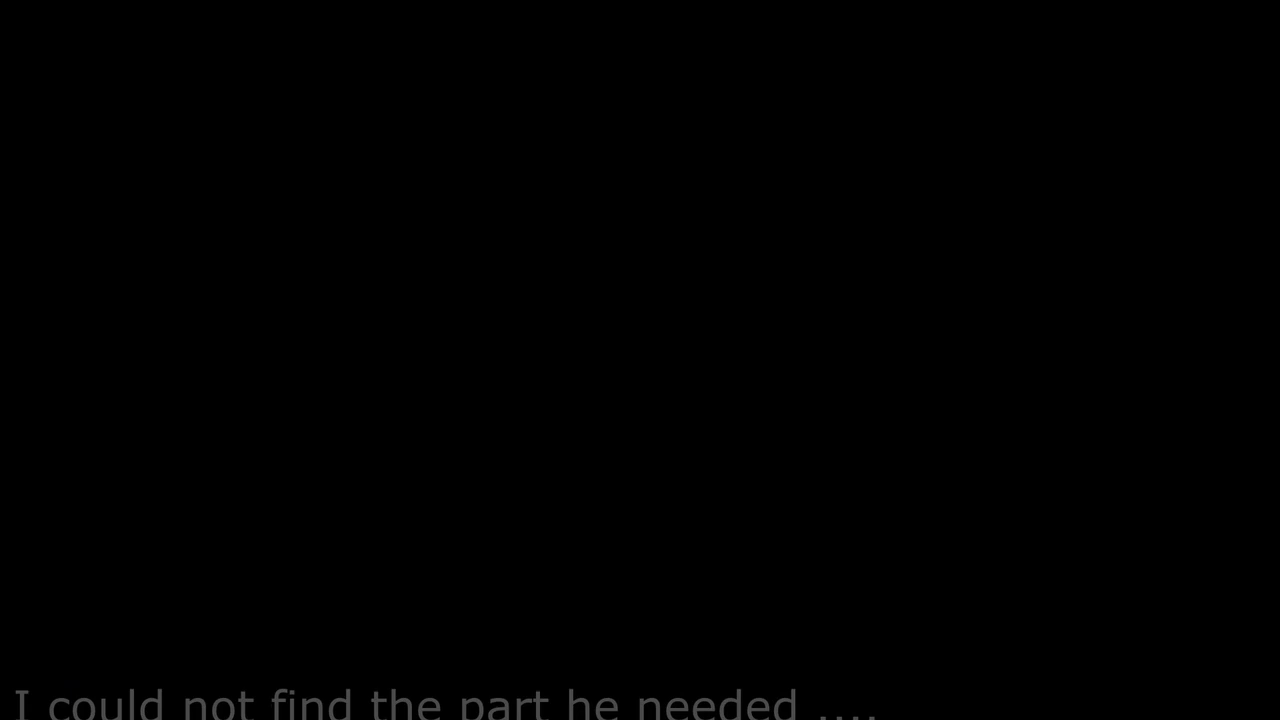 I could not find the part he needed ....